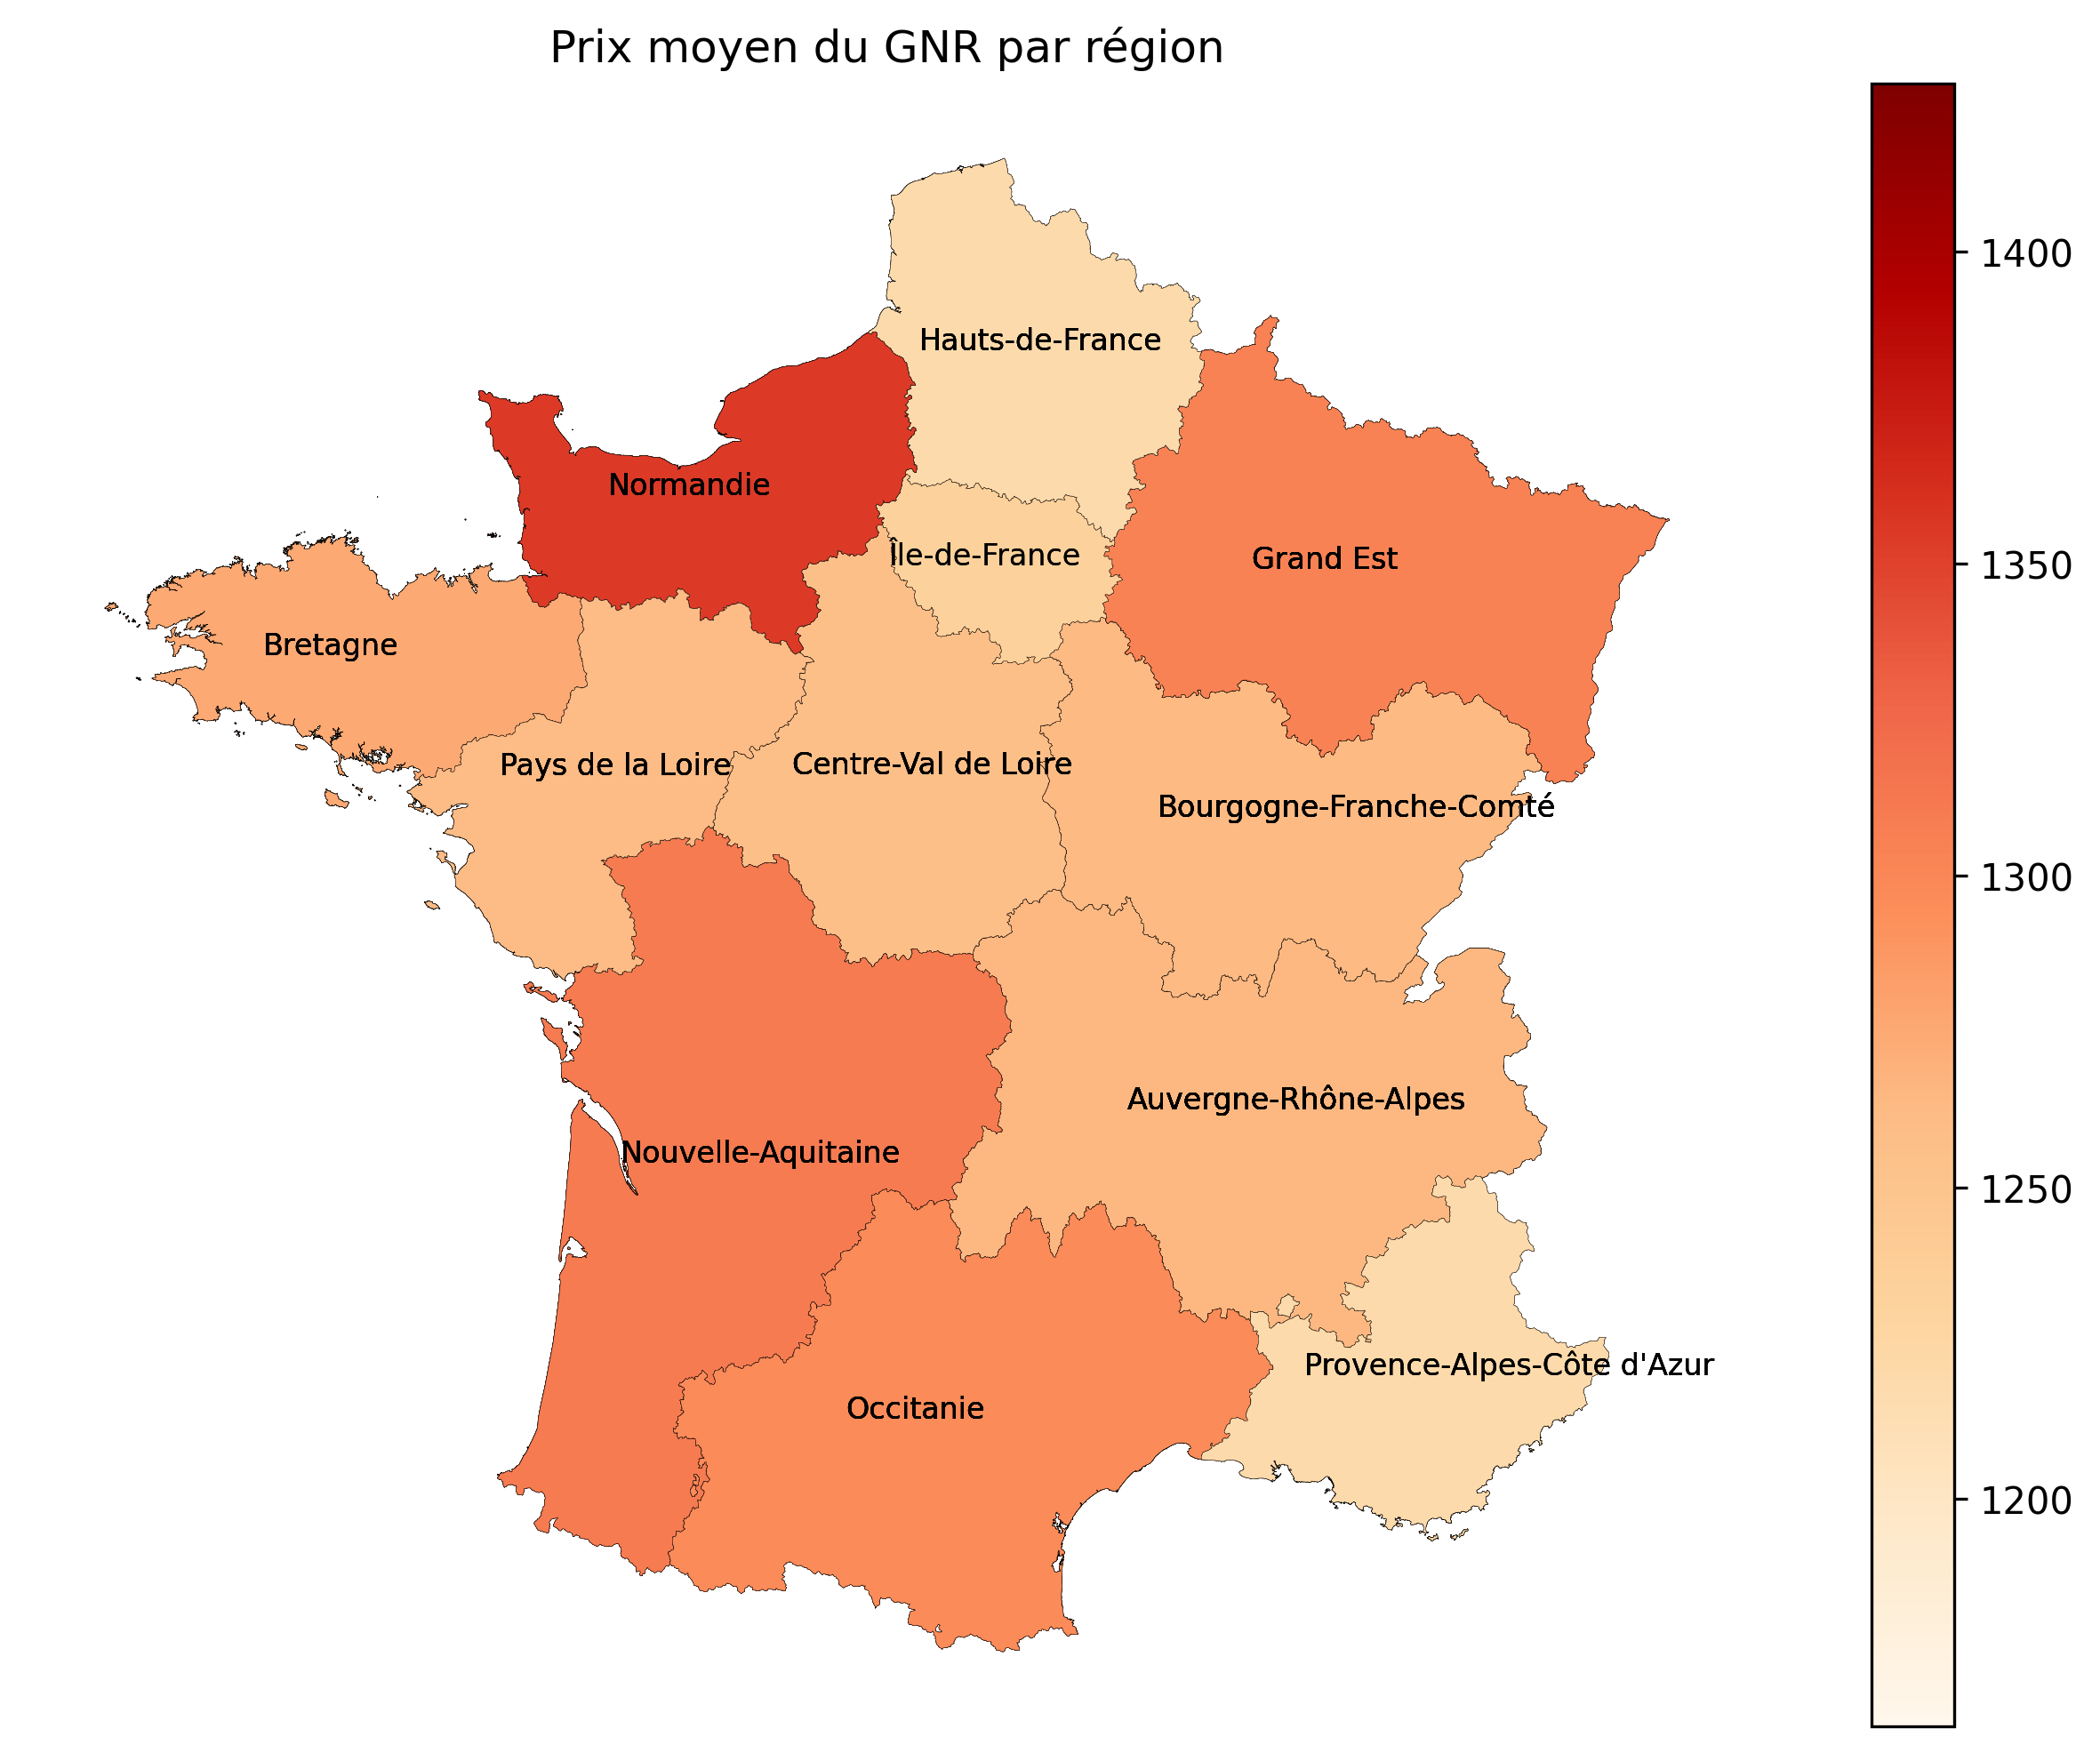 Prix moyen du GNR par région
Hauts-de-France
Normandie
Île-de-France
Grand Est
Bretagne
Pays de la Loire
Centre-Val de Loire
Bourgogne-Franche-Comté
Auvergne-Rhône-Alpes
Nouvelle-Aquitaine
Provence-Alpes-Côte d'Azur
Occitanie
1400
1350
1300
1250
1200